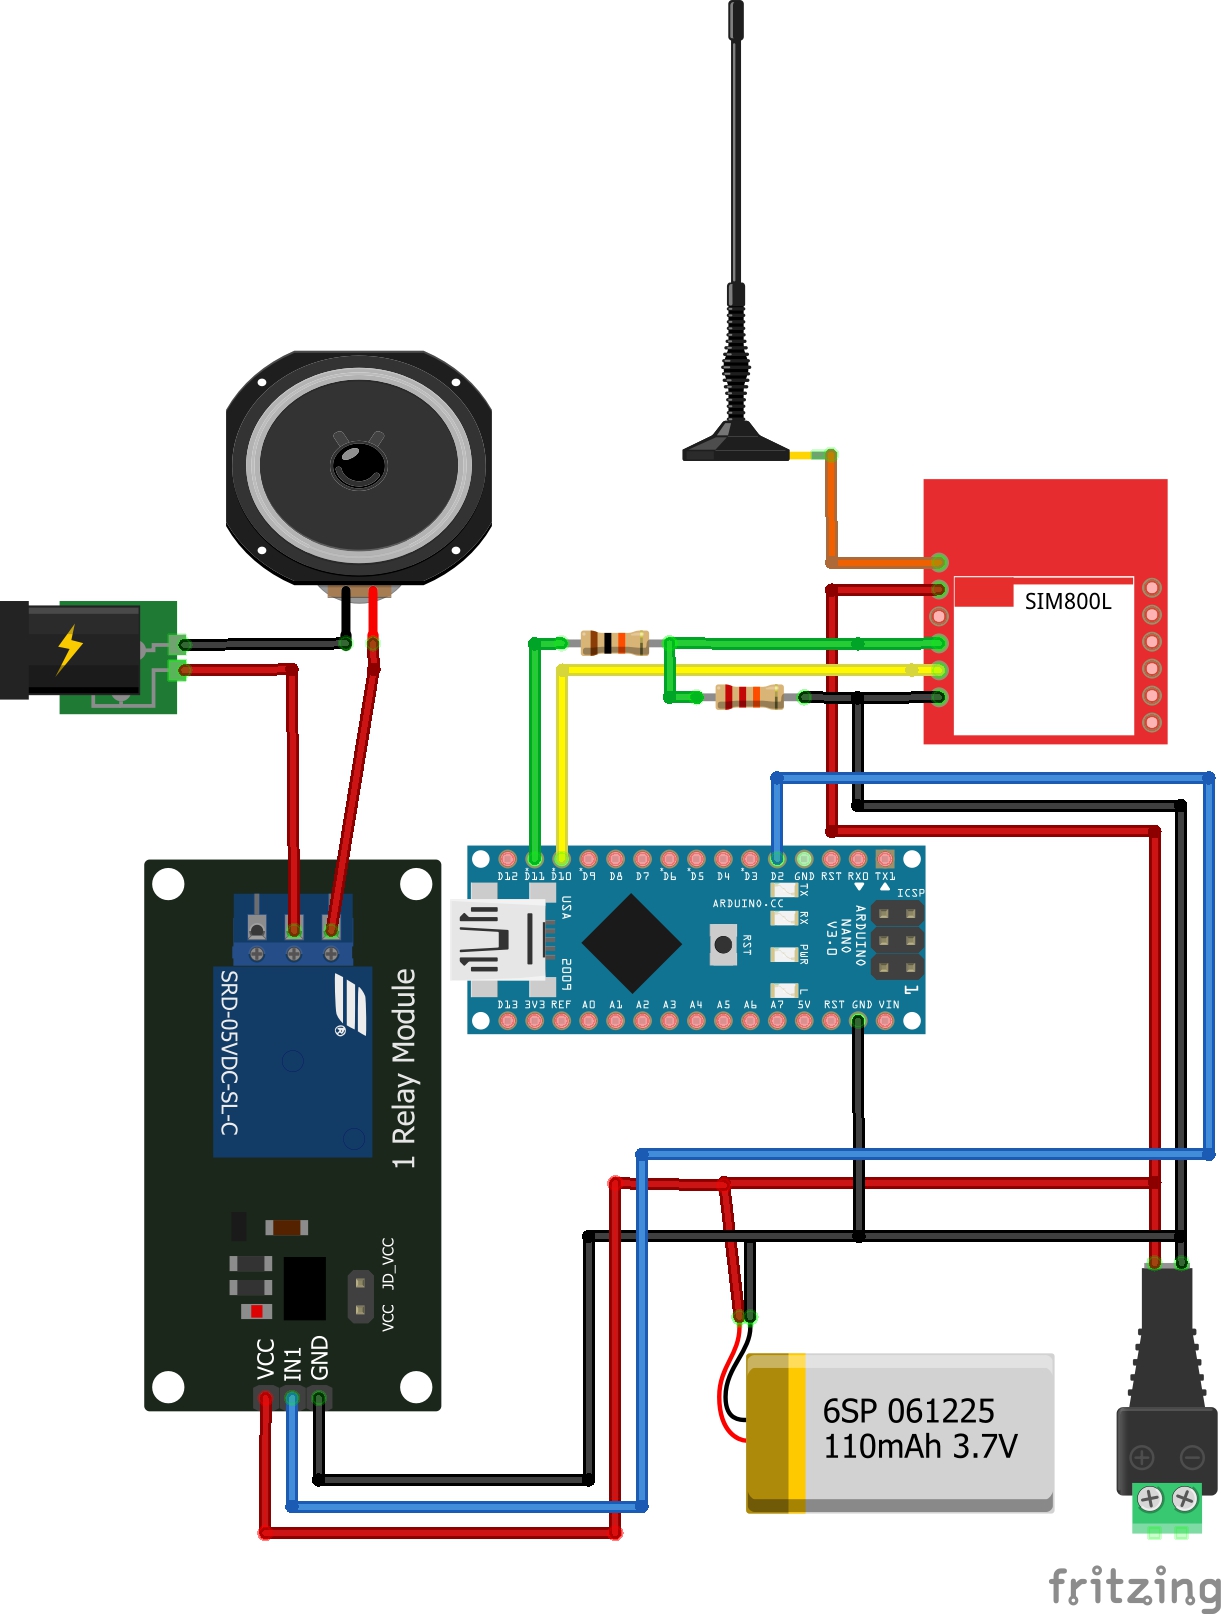 SIM800L
D12 D11 D10 D9 D8 D7 D6 D5 D4 D3 D2 GND RST RX0 TX1
ICSP
TX
RX
PWR
L
ARDUINO.CC
RST
ARDUINO
NANO
V3.0
USA
2009
1
D13 3V3 REF A0 A1 A2 A3 A4 A5 A6 A7 5V RST GND VIN
SRD-05VDC-SL-C
®
1 Relay Module
JD_VCC
VCC
VCC
IN1
GND
6SP 061225
110mAh 3.7V
+ −
fritzing